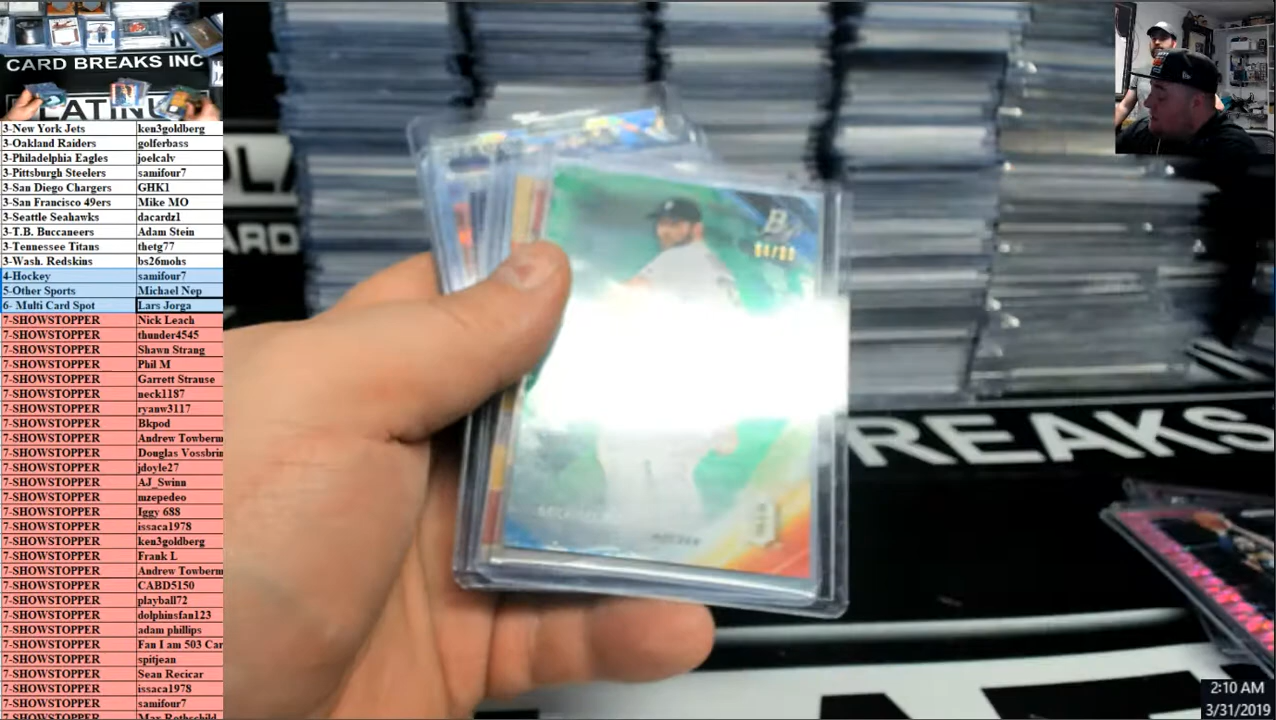 CARD BREAKS INC
PLATINU
3-New York Jets ken3goldberg
3-Oakland Raiders golferbass
3-Philadelphia Eagles joelcalv
3-Pittsburgh Steelers samifour7
3-San Diego Chargers GHK1
3-San Francisco 49ers Mike MO
3-Seattle Seahawks dacardz1
3-T.B. Buccaneers Adam Stein
3-Tennessee Titans thetg77
3-Wash. Redskins bs26mohs
4-Hockey samifour7
5-Other Sports Michael Nep
6- Multi Card Spot Lars Jorga
7-SHOWSTOPPER Nick Leach
7-SHOWSTOPPER thunder4545
7-SHOWSTOPPER Shawn Strang
7-SHOWSTOPPER Phil M
7-SHOWSTOPPER Garrett Strause
7-SHOWSTOPPER neck1187
7-SHOWSTOPPER ryanw3117
7-SHOWSTOPPER Bkpod
7-SHOWSTOPPER Andrew Towberm
7-SHOWSTOPPER Douglas Vossbrin
7-SHOWSTOPPER jdoyle27
7-SHOWSTOPPER AJ_Swinn
7-SHOWSTOPPER mzepedeo
7-SHOWSTOPPER Iggy 688
7-SHOWSTOPPER issaca1978
7-SHOWSTOPPER ken3goldberg
7-SHOWSTOPPER Frank L
7-SHOWSTOPPER Andrew Towberm
7-SHOWSTOPPER CABD5150
7-SHOWSTOPPER playball72
7-SHOWSTOPPER dolphinsfan123
7-SHOWSTOPPER adam phillips
7-SHOWSTOPPER Fan I am 503 Car
7-SHOWSTOPPER spitjean
7-SHOWSTOPPER Sean Recicar
7-SHOWSTOPPER issaca1978
7-SHOWSTOPPER samifour7
7-SHOWSTOPPER Max Rothschild
ARD
REAKS
2:10 AM
3/31/2019